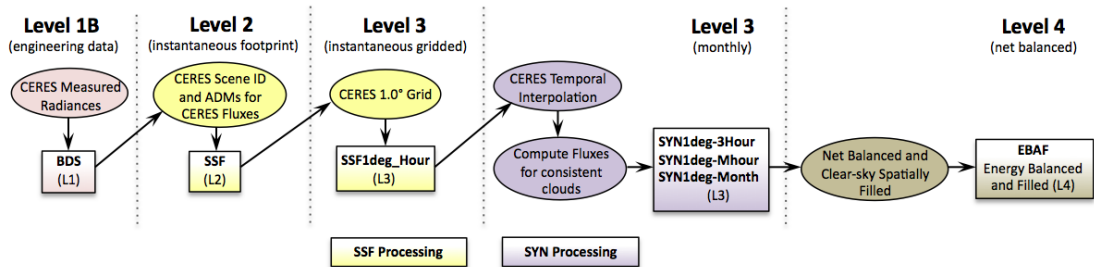 Level 1B
(engineering data)
CERES Measured
Radiances
BDS
(L1)
Level 2
(instantaneous footprint)
CERES Scene ID
and ADMs for
CERES Fluxes
SSF
(L2)
Level 3
(instantaneous gridded)
CERES 1.0° Grid
SSF1deg_Hour
(L3)
Level 3
(monthly)
CERES Temporal
Interpolation
Compute Fluxes
for consistent
clouds
SYN1deg-3Hour
SYN1deg-Mhour
SYN1deg-Month
(L3)
Level 4
(net balanced)
Net Balanced and
Clear-sky Spatially
Filled
EBAF
Energy Balanced
and Filled (L4)
SSF Processing
SYN Processing